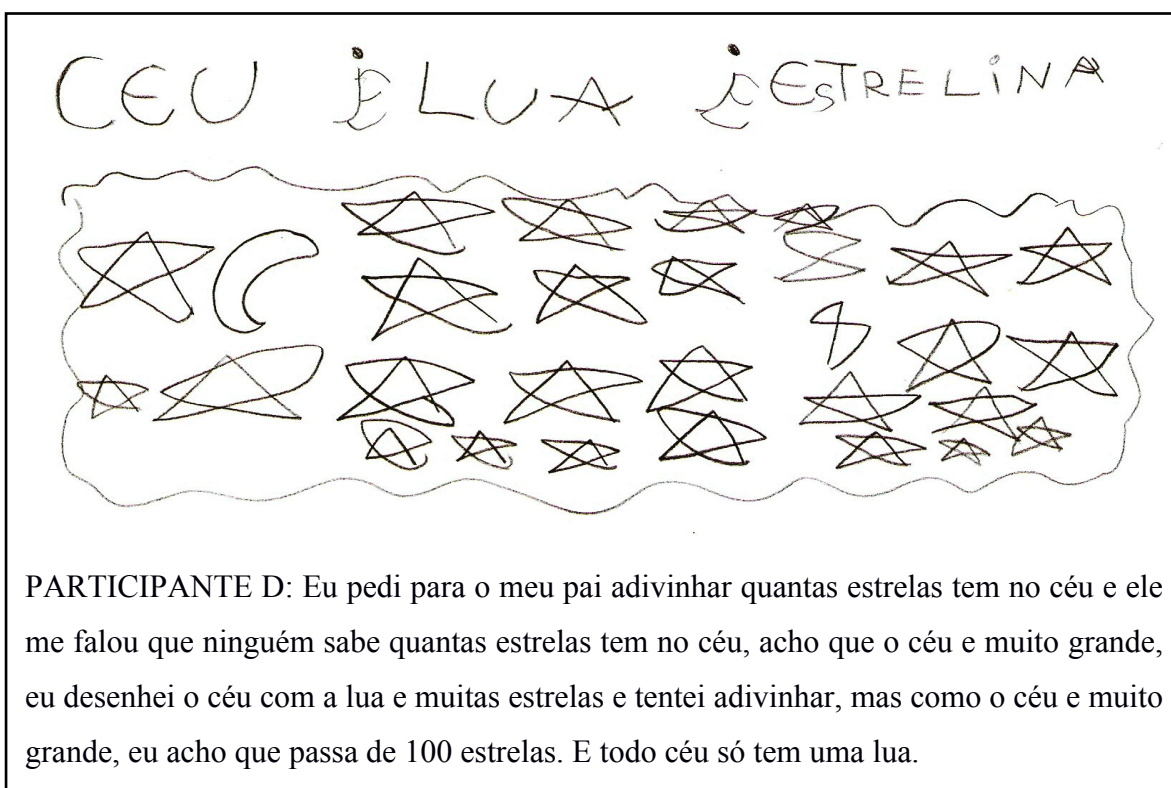 CEU E LUA E ESTRELINA
PARTICIPANTE D: Eu pedi para o meu pai adivinhar quantas estrelas tem no céu e ele
me falou que ninguém sabe quantas estrelas tem no céu, acho que o céu e muito grande,
eu desenhei o céu com a lua e muitas estrelas e tentei adivinhar, mas como o céu e muito
grande, eu acho que passa de 100 estrelas. E todo céu só tem uma lua.